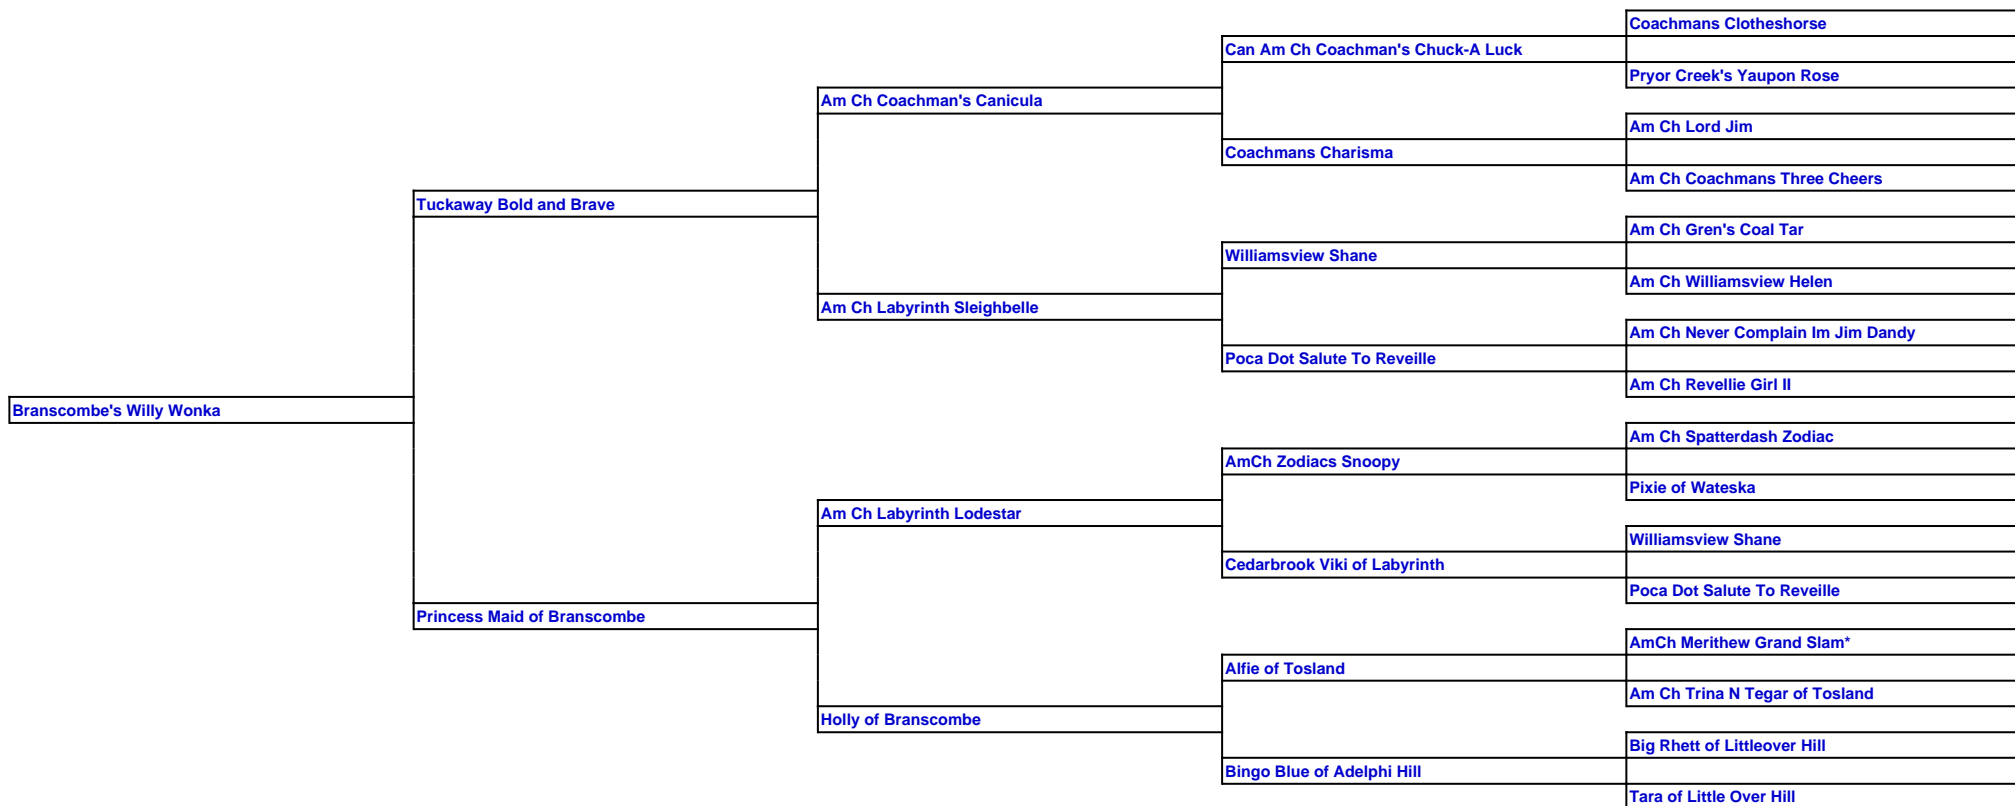 Coachmans Clotheshorse
Can Am Ch Coachman's Chuck-A Luck
Pryor Creek's Yaupon Rose
Am Ch Coachman's Canicula
Am Ch Lord Jim
Coachmans Charisma
Am Ch Coachmans Three Cheers
Tuckaway Bold and Brave
Am Ch Gren's Coal Tar
Williamsview Shane
Am Ch Williamsview Helen
Am Ch Labyrinth Sleighbelle
Am Ch Never Complain Im Jim Dandy
Poca Dot Salute To Reveille
Am Ch Revellie Girl II
Branscombe's Willy Wonka
Am Ch Spatterdash Zodiac
AmCh Zodiacs Snoopy
Pixie of Wateska
Am Ch Labyrinth Lodestar
Williamsview Shane
Cedarbrook Viki of Labyrinth
Poca Dot Salute To Reveille
Princess Maid of Branscombe
AmCh Merithew Grand Slam*
Alfie of Tosland
Am Ch Trina N Tegar of Tosland
Holly of Branscombe
Big Rhett of Littleover Hill
Bingo Blue of Adelphi Hill
Tara of Little Over Hill